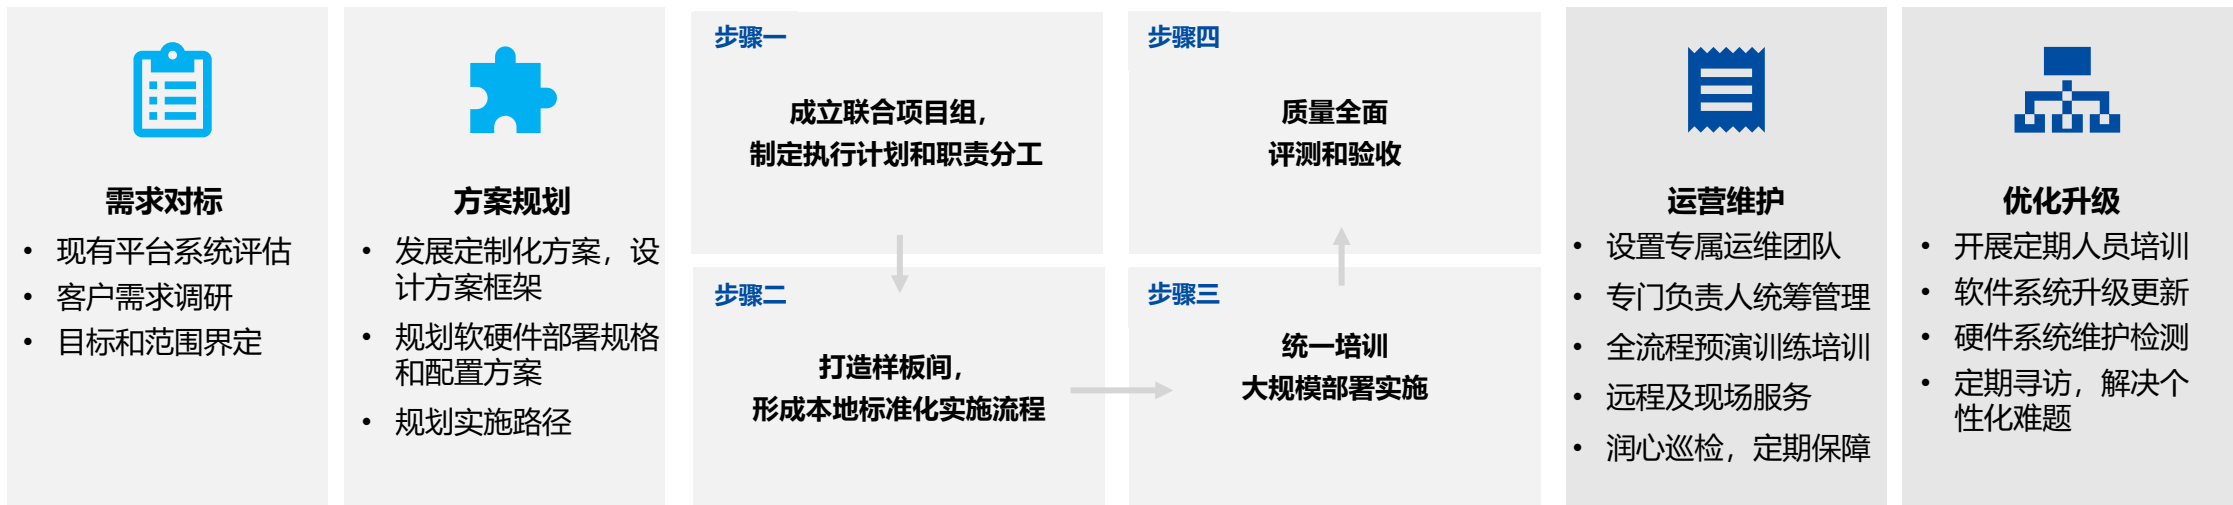 需求对标
• 现有平台系统评估
• 客户需求调研
• 目标和范围界定
方案规划
• 发展定制化方案，设
计方案框架
• 规划软硬件部署规格
和配置方案
• 规划实施路径
步骤一
成立联合项目组，
制定执行计划和职责分工
步骤二
打造样板间，
形成本地标准化实施流程
步骤三
统一培训
大规模部署实施
步骤四
质量全面
评测和验收
运营维护
• 设置专属运维团队
• 专门负责人统筹管理
• 全流程预演训练培训
• 远程及现场服务
• 润心巡检，定期保障
优化升级
• 开展定期人员培训
• 软件系统升级更新
• 硬件系统维护检测
• 定期寻访，解决个
性化难题